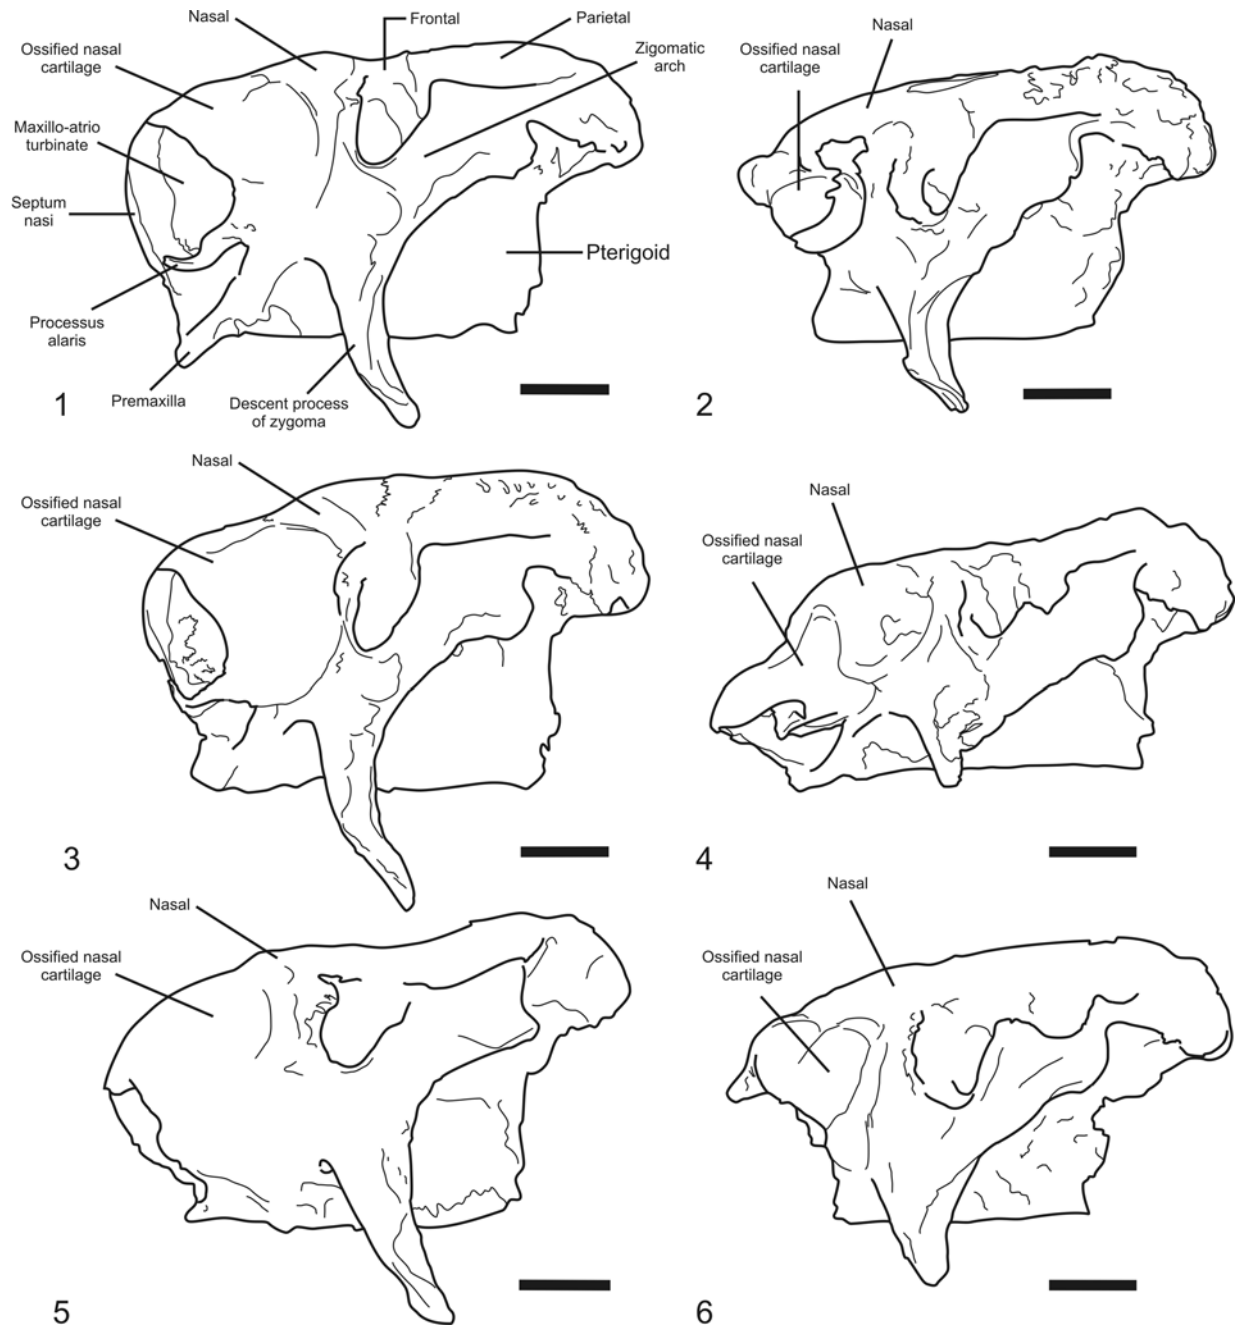 Nasal
Frontal
Parietal
Ossified nasal
cartilage
Zigomatic
arch
Maxillo-atrio
turbinate
Septum
nasi
Pterigoid
Processus
alaris
Premaxilla
Descent process
of zygoma
1
Nasal
Ossified nasal
cartilage
2
Nasal
Ossified nasal
cartilage
3
Nasal
Ossified nasal
cartilage
4
Nasal
Ossified nasal
cartilage
5
Nasal
Ossified nasal
cartilage
6